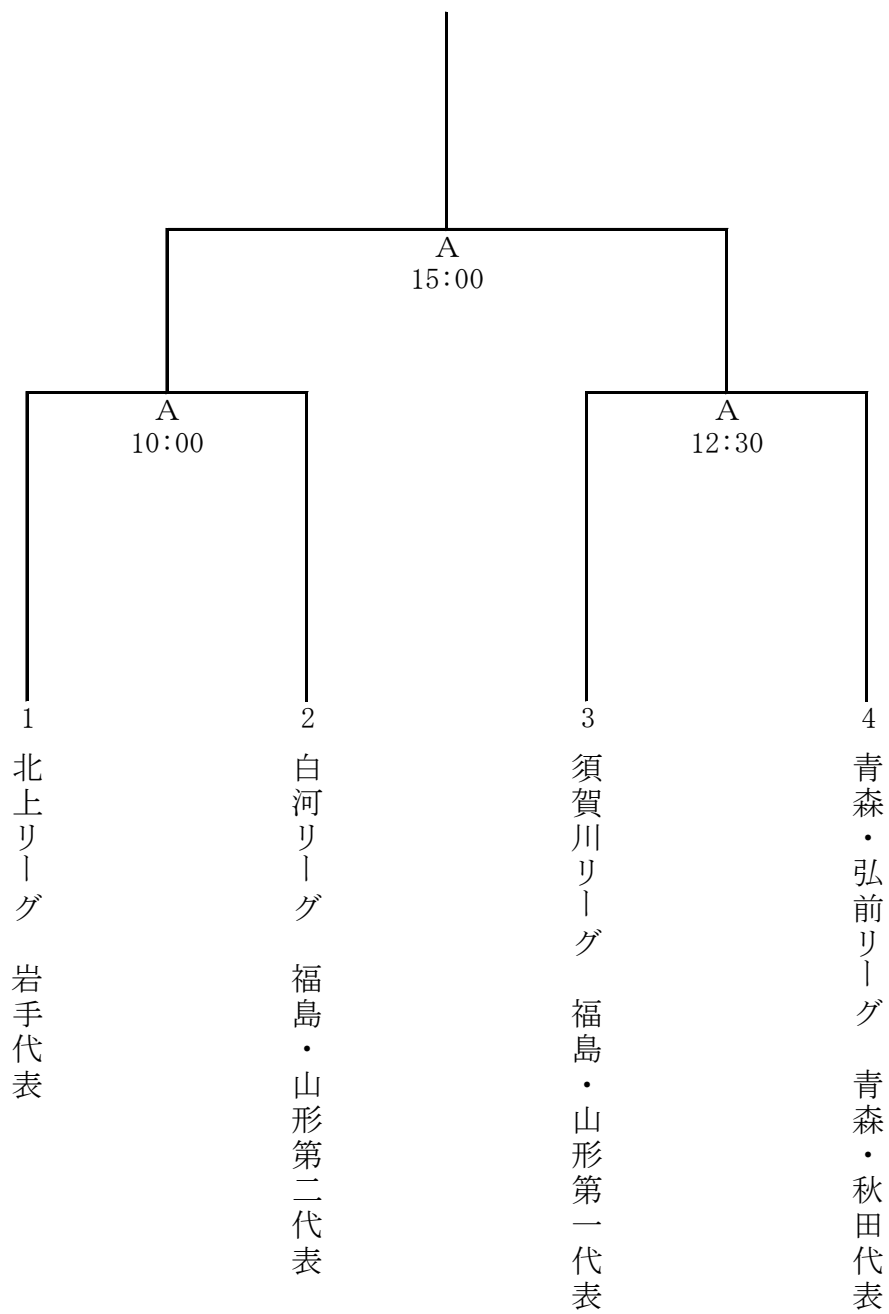 A
15:00
A
10:00
A
12:30
1
2
3
4
北上リーグ　岩手代表
白河リーグ　福島・山形第二代表
須賀川リーグ　福島・山形第一代表
青森・弘前リーグ　青森・秋田代表